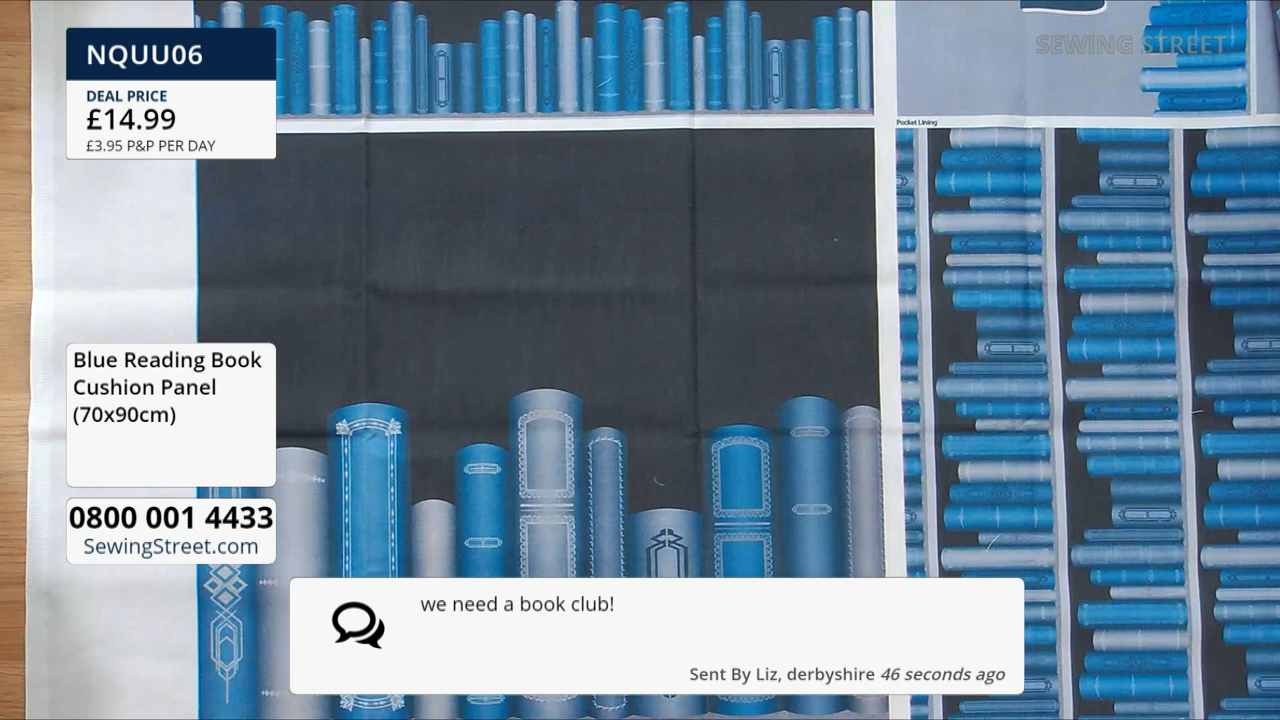 NQUU06
DEAL PRICE
£14.99
£3.95 P&P PER DAY
SEWING STREET
Pocket Lining
Blue Reading Book
Cushion Panel
(70x90cm)
0800 001 4433
SewingStreet.com
we need a book club!
Sent By Liz, derbyshire 46 seconds ago